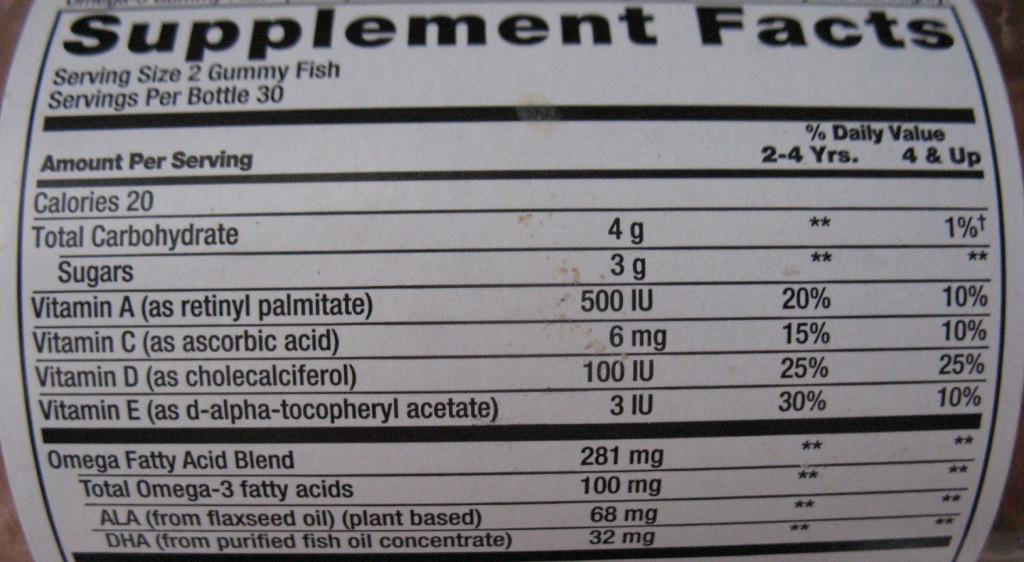 Supplement Facts
Serving Size 2 Gummy Fish
Servings Per Bottle 30
% Daily Value
Amount Per Serving 2-4 Yrs. 4 & Up
Calories 20
Total Carbohydrate 4 g ** 1%†
Sugars 3 g ** **
Vitamin A (as retinyl palmitate) 500 IU 20% 10%
Vitamin C (as ascorbic acid) 6 mg 15% 10%
Vitamin D (as cholecalciferol) 100 IU 25% 25%
Vitamin E (as d-alpha-tocopheryl acetate) 3 IU 30% 10%
Omega Fatty Acid Blend 281 mg ** **
Total Omega-3 fatty acids 100 mg ** **
ALA (from flaxseed oil) (plant based) 68 mg ** **
DHA (from purified fish oil concentrate) 32 mg ** **